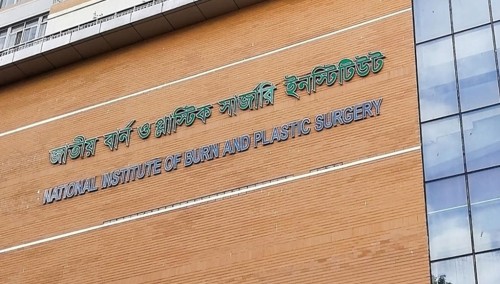 জাতীয় বার্ন ও প্লাস্টিক সার্জারি ইনস্টিটিউট
NATIONAL INSTITUTE OF BURN AND PLASTIC SURGERY